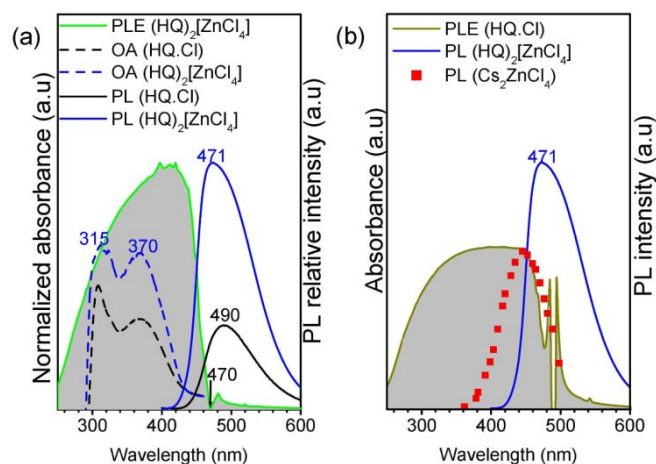 (a)
PLE (HQ)₂[ZnCl₄]
OA (HQ.Cl)
OA (HQ)₂[ZnCl₄]
PL (HQ.Cl)
PL (HQ)₂[ZnCl₄]
Normalized absorbance (a.u)
PL relative intensity (a.u)
471
315
370
490
470
300 400 500 600
Wavelength (nm)
(b)
PLE (HQ.Cl)
PL (HQ)₂[ZnCl₄]
PL (Cs₂ZnCl₄)
Absorbance (a.u)
PL intensity (a.u)
471
300 400 500 600
Wavelength (nm)